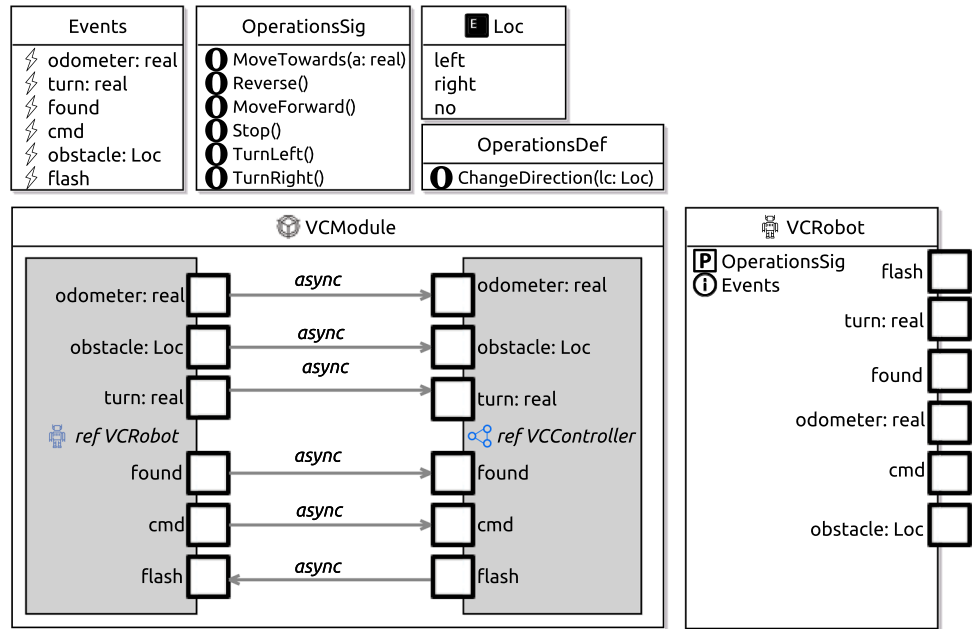 Events
odometer: real
turn: real
found
cmd
obstacle: Loc
flash
OperationsSig
O MoveTowards(a: real)
O Reverse()
O MoveForward()
O Stop()
O TurnLeft()
O TurnRight()
E Loc
left
right
no
OperationsDef
O ChangeDirection(lc: Loc)
VCModule
odometer: real
async
odometer: real
obstacle: Loc
async
obstacle: Loc
turn: real
async
turn: real
ref VCRobot
ref VCController
found
async
found
cmd
async
cmd
flash
async
flash
VCRobot
P OperationsSig
i Events
flash
turn: real
found
odometer: real
cmd
obstacle: Loc